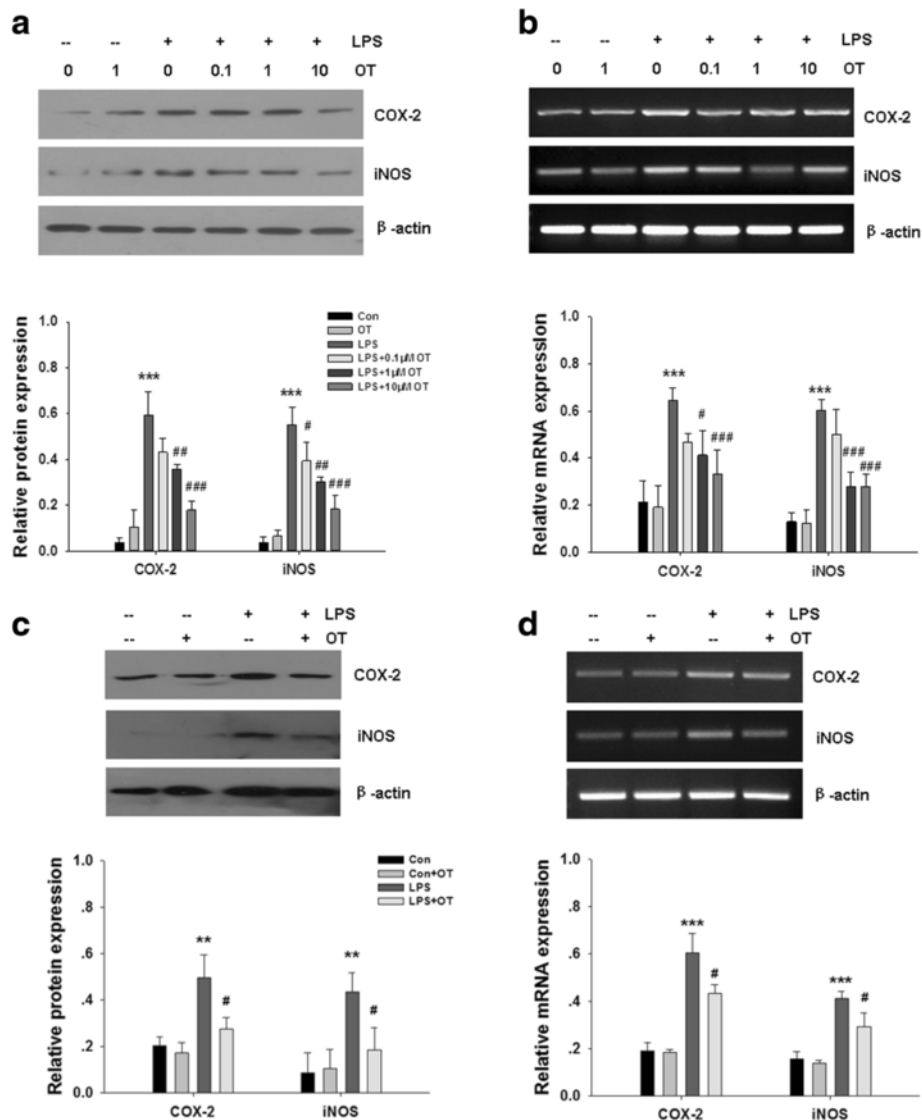 a
-- -- + + + + LPS
0 1 0 0.1 1 10 OT
COX-2
iNOS
β-actin
Relative protein expression
1.0
0.8
0.6
0.4
0.2
0.0
*** ## ###
*** # ## ###
Con
OT
LPS
LPS+0.1μM OT
LPS+1μM OT
LPS+10μM OT
COX-2 iNOS
b
-- -- + + + + LPS
0 1 0 0.1 1 10 OT
COX-2
iNOS
β-actin
Relative mRNA expression
1.0
0.8
0.6
0.4
0.2
0.0
*** # ###
*** ### ###
COX-2 iNOS
c
-- -- + + LPS
-- + -- + OT
COX-2
iNOS
β-actin
Relative protein expression
1.0
.8
.6
.4
.2
0.0
** #
** #
Con
Con+OT
LPS
LPS+OT
COX-2 iNOS
d
-- -- + + LPS
-- + -- + OT
COX-2
iNOS
β-actin
Relative mRNA expression
1.0
.8
.6
.4
.2
0.0
*** #
*** #
COX-2 iNOS